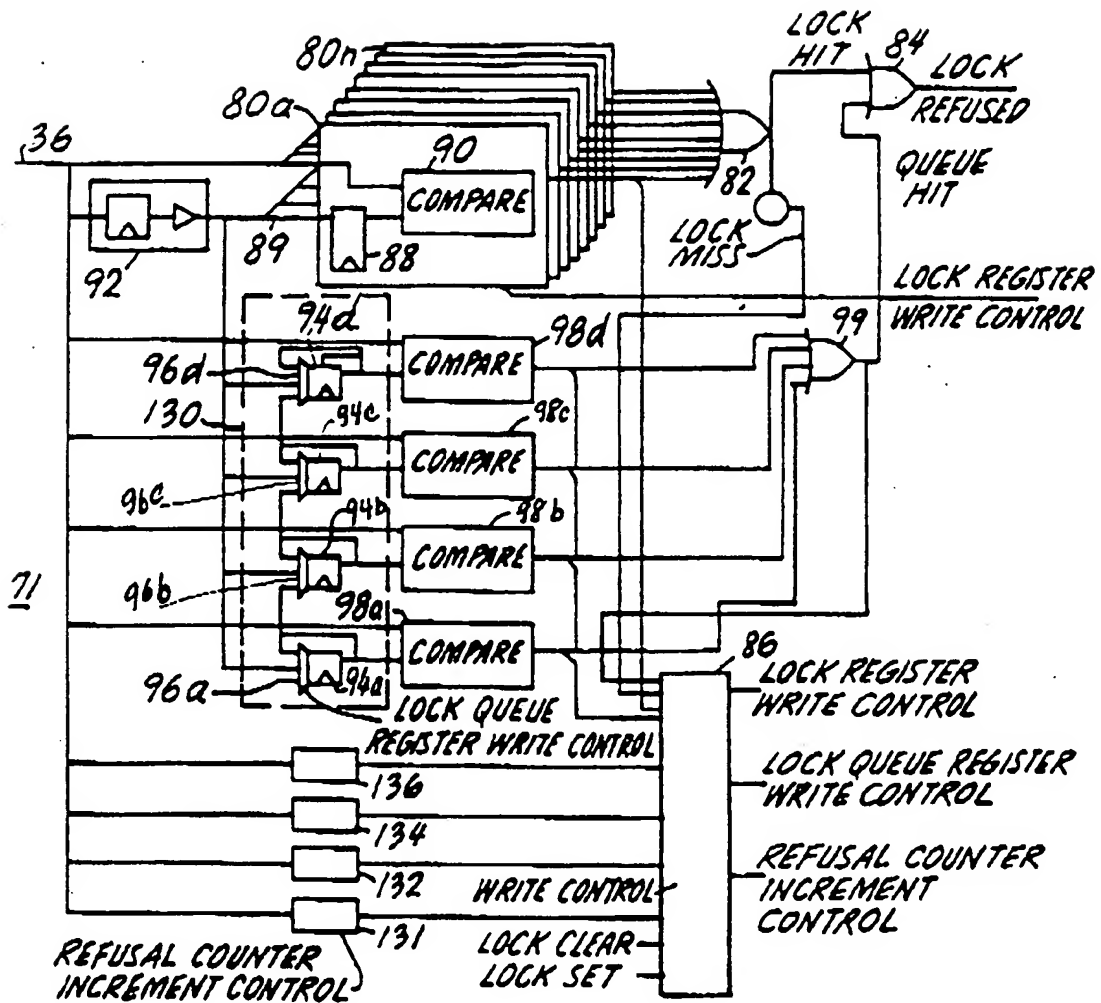 LOCK
HIT
84
LOCK
REFUSED
80n
80a
36
90
COMPARE
82
QUEUE
HIT
LOCK
MISS
92
89
88
LOCK REGISTER
WRITE CONTROL
94d
99
96d
COMPARE
98d
130
94c
98c
COMPARE
96c
94b
98b
COMPARE
71
96b
98a
COMPARE
86
96a
94a
LOCK QUEUE
REGISTER WRITE CONTROL
LOCK REGISTER
WRITE CONTROL
136
LOCK QUEUE REGISTER
WRITE CONTROL
134
132
WRITE CONTROL
REFUSAL COUNTER
INCREMENT
CONTROL
131
LOCK CLEAR
LOCK SET
REFUSAL COUNTER
INCREMENT CONTROL